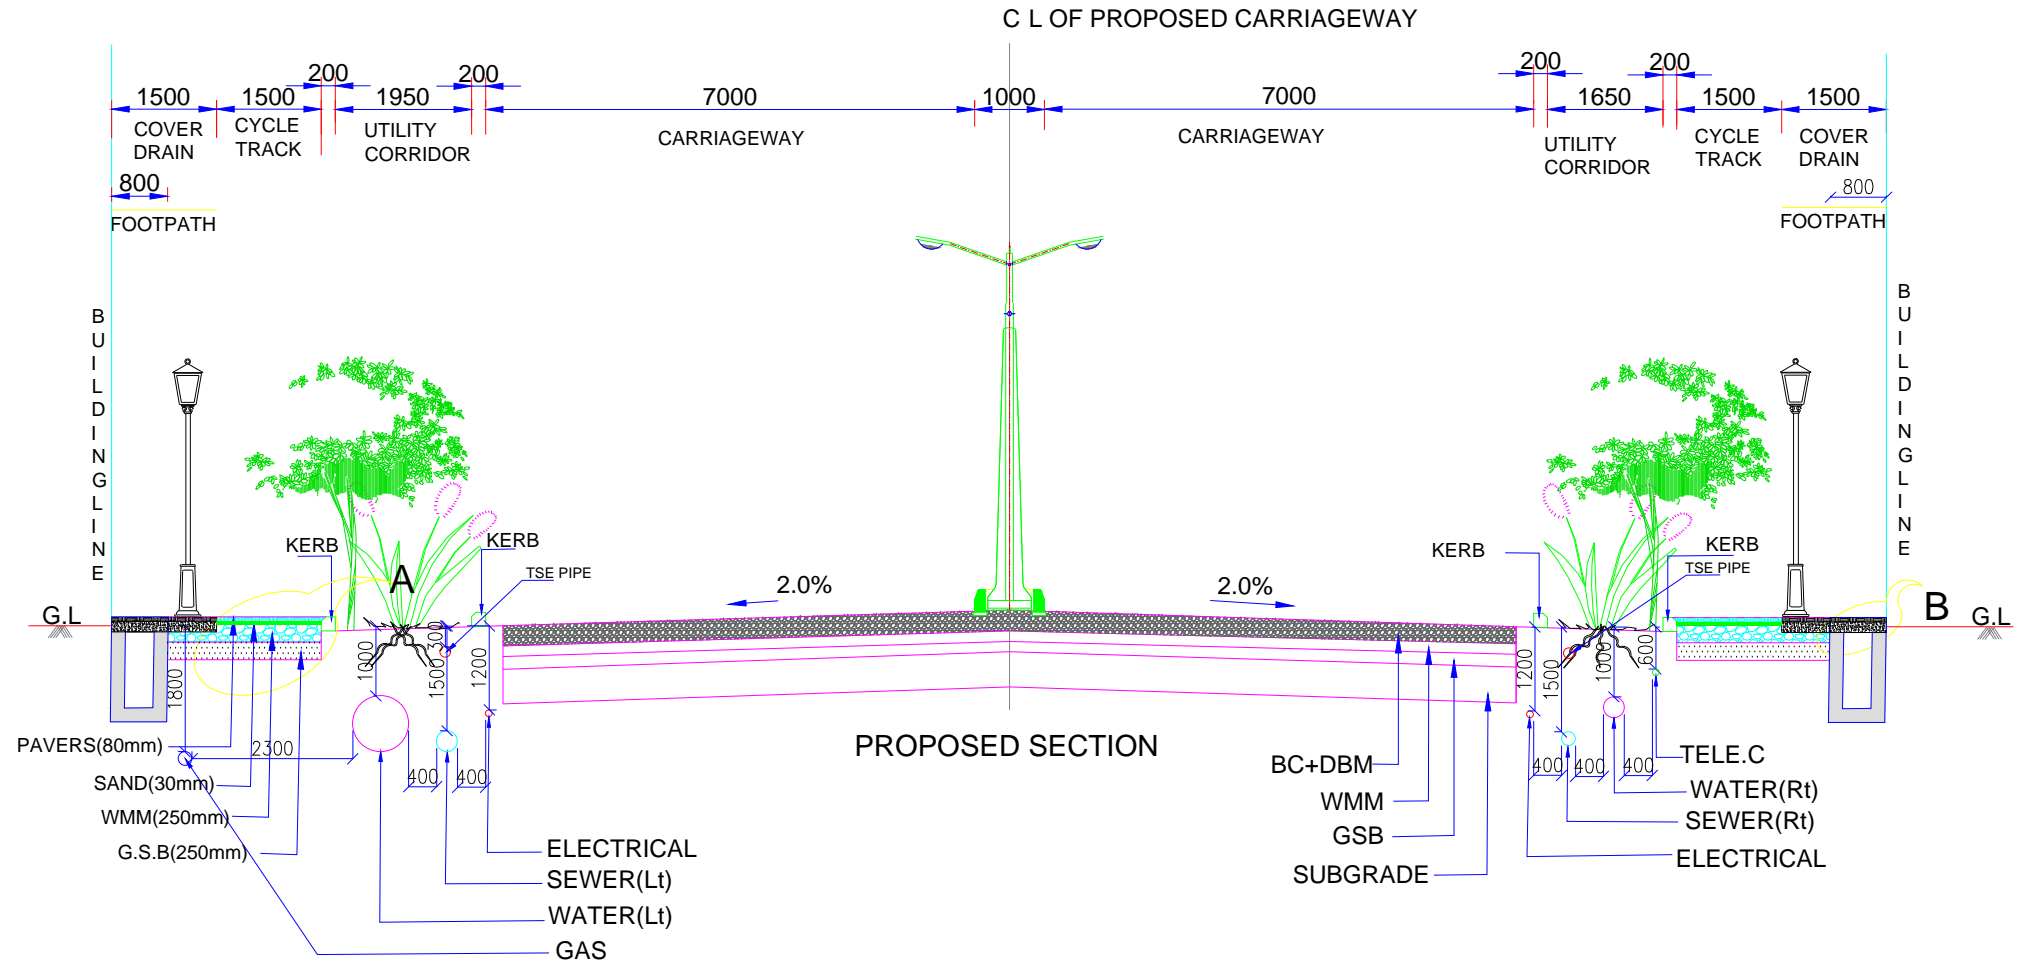 C L OF PROPOSED CARRIAGEWAY
200
200
200
200
1500
1500
1950
7000
1000
7000
1650
1500
1500
COVER
DRAIN
CYCLE
TRACK
UTILITY
CORRIDOR
CARRIAGEWAY
CARRIAGEWAY
UTILITY
CORRIDOR
CYCLE
TRACK
COVER
DRAIN
800
800
FOOTPATH
FOOTPATH
BUILDINGLINE
BUILDINGLINE
KERB
KERB
KERB
KERB
TSE PIPE
TSE PIPE
A
B
2.0%
2.0%
G.L
G.L
1800
1000
300
1500
1200
1200
1500
1000
600
PROPOSED SECTION
PAVERS(80mm)
2300
SAND(30mm)
400
400
WMM(250mm)
G.S.B(250mm)
ELECTRICAL
SEWER(Lt)
WATER(Lt)
GAS
BC+DBM
WMM
GSB
SUBGRADE
400
400
400
TELE.C
WATER(Rt)
SEWER(Rt)
ELECTRICAL